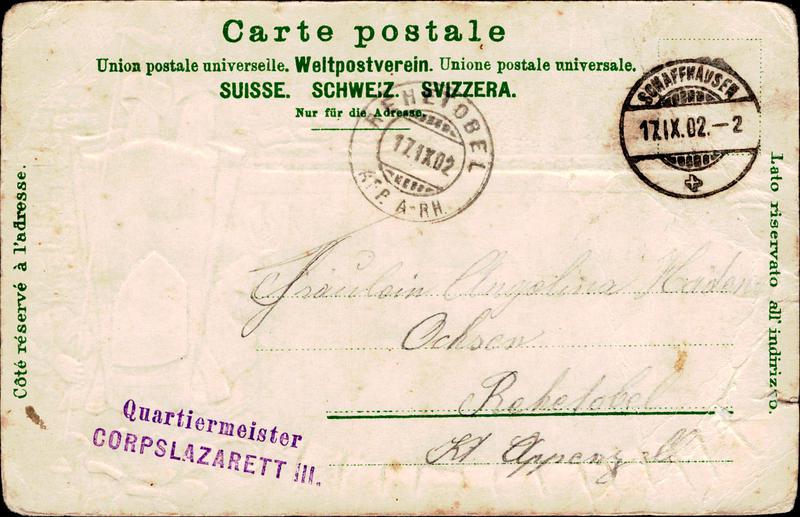 Carte postale
Union postale universelle. Weltpostverein. Unione postale universale.
SUISSE. SCHWEIZ. SVIZZERA.
Nur für die Adresse.
SCHAFFHAUSEN
17.IX.02.-2
REHETOBEL
17.IX.02
APP. A-RH.
Côté réservé à l'adresse.
Lato riservato all' indirizzo.
Fräulein Angelina
Ochsen
Rehetobel
Kt Appenzell
Quartiermeister
CORPSLAZARETT III.